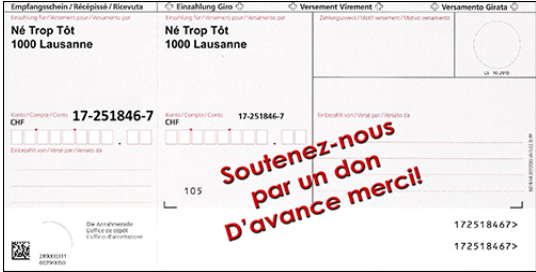 Empfangsschein / Récépissé / Ricevuta
Einzahlung Giro
Versement Virement
Versamento Girata
Einzahlung für / Versement pour / Versamento per
Einzahlung für / Versement pour / Versamento per
Zahlungszweck / Motif versement / Motivo versamento
Né Trop Tôt
1000 Lausanne
Né Trop Tôt
1000 Lausanne
Konto / Compte / Conto 17-251846-7
CHF
Konto / Compte / Conto 17-251846-7
CHF
Einbezahlt von / Versé par / Versato da
Einbezahlt von / Versé par / Versato da
105
Soutenez-nous
par un don
D'avance merci!
Die Annahmestelle
L'office de dépôt
L'ufficio d'accettazione
172518467>
172518467>